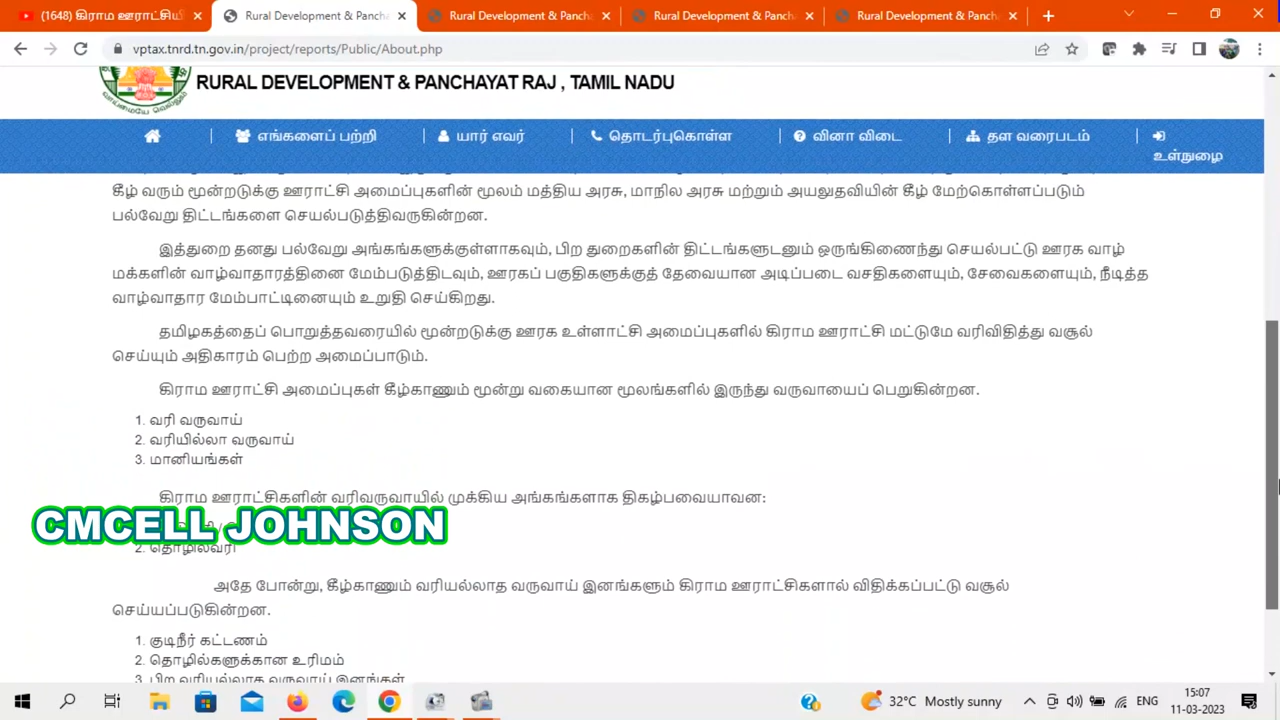 (1648) கிராம ஊராட்சியி
Rural Development & Pancha
Rural Development & Pancha
Rural Development & Pancha
Rural Development & Pancha
vptax.tnrd.tn.gov.in/project/reports/Public/About.php
RURAL DEVELOPMENT & PANCHAYAT RAJ , TAMIL NADU
எங்களைப் பற்றி
யார் எவர்
தொடர்புகொள்ள
வினா விடை
தள வரைபடம்
உள்நுழை
கீழ் வரும் மூன்றடுக்கு ஊராட்சி அமைப்புகளின் மூலம் மத்திய அரசு, மாநில அரசு மற்றும் அயலுதவியின் கீழ் மேற்கொள்ளப்படும்
பல்வேறு திட்டங்களை செயல்படுத்திவருகின்றன.
இத்துறை தனது பல்வேறு அங்கங்களுக்குள்ளாகவும், பிற துறைகளின் திட்டங்களுடனும் ஒருங்கிணைந்து செயல்பட்டு ஊரக வாழ்
மக்களின் வாழ்வாதாரத்தினை மேம்படுத்திடவும், ஊரகப் பகுதிகளுக்குத் தேவையான அடிப்படை வசதிகளையும், சேவைகளையும், நீடித்த
வாழ்வாதார மேம்பாட்டினையும் உறுதி செய்கிறது.
தமிழகத்தைப் பொறுத்தவரையில் மூன்றடுக்கு ஊரக உள்ளாட்சி அமைப்புகளில் கிராம ஊராட்சி மட்டுமே வரிவிதித்து வசூல்
செய்யும் அதிகாரம் பெற்ற அமைப்பாடும்.
கிராம ஊராட்சி அமைப்புகள் கீழ்காணும் மூன்று வகையான மூலங்களில் இருந்து வருவாயைப் பெறுகின்றன.
1. வரி வருவாய்
2. வரியில்லா வருவாய்
3. மானியங்கள்
கிராம ஊராட்சிகளின் வரிவருவாயில் முக்கிய அங்கங்களாக திகழ்பவையாவன:
CMCELL JOHNSON
2. தொழில்வரி
அதே போன்று, கீழ்காணும் வரியல்லாத வருவாய் இனங்களும் கிராம ஊராட்சிகளால் விதிக்கப்பட்டு வசூல்
செய்யப்படுகின்றன.
1. குடிநீர் கட்டணம்
2. தொழில்களுக்கான உரிமம்
3. பிற வரியல்லாத வருவாய் இனங்கள்
32°C Mostly sunny
ENG
15:07
11-03-2023